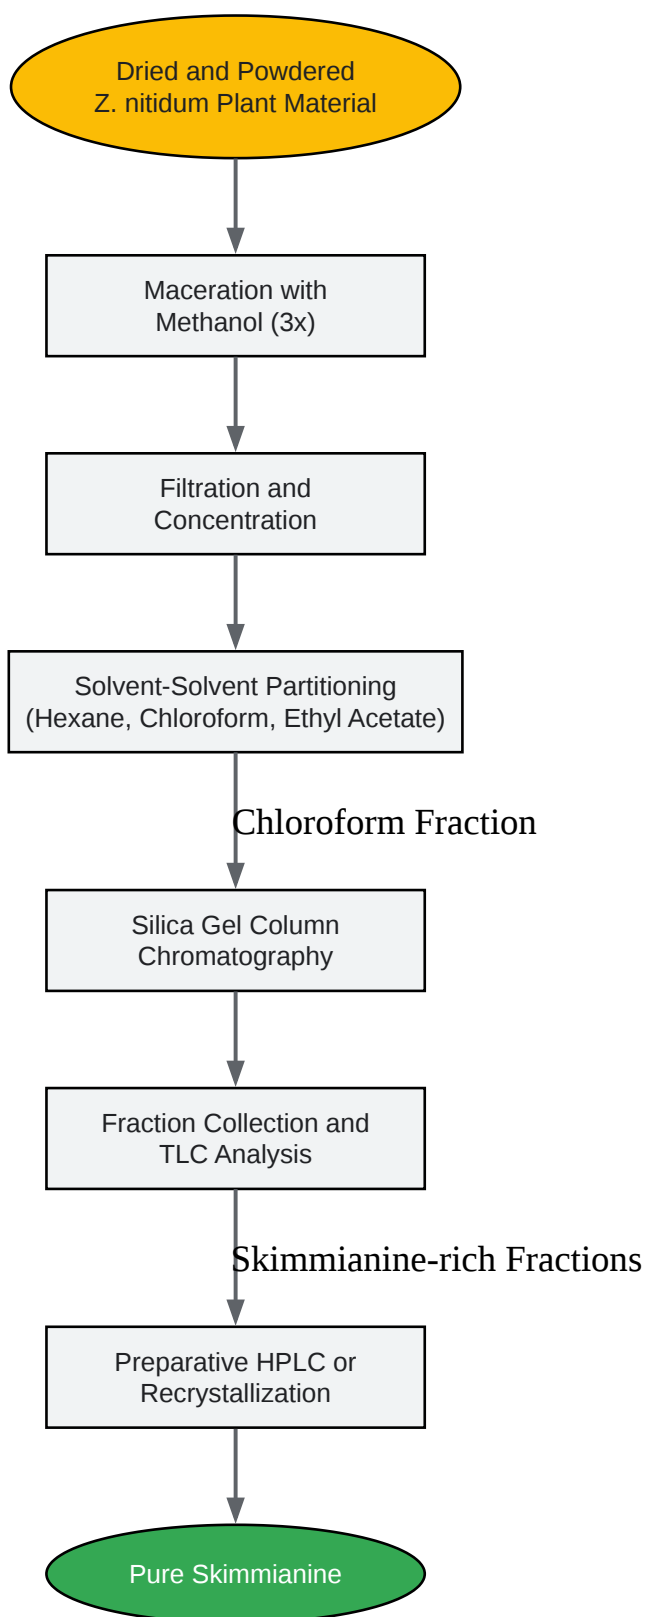 Dried and Powdered
Z. nitidum Plant Material
Maceration with
Methanol (3x)
Filtration and
Concentration
Solvent-Solvent Partitioning
(Hexane, Chloroform, Ethyl Acetate)
Chloroform Fraction
Silica Gel Column
Chromatography
Fraction Collection and
TLC Analysis
Skimmianine-rich Fractions
Preparative HPLC or
Recrystallization
Pure Skimmianine